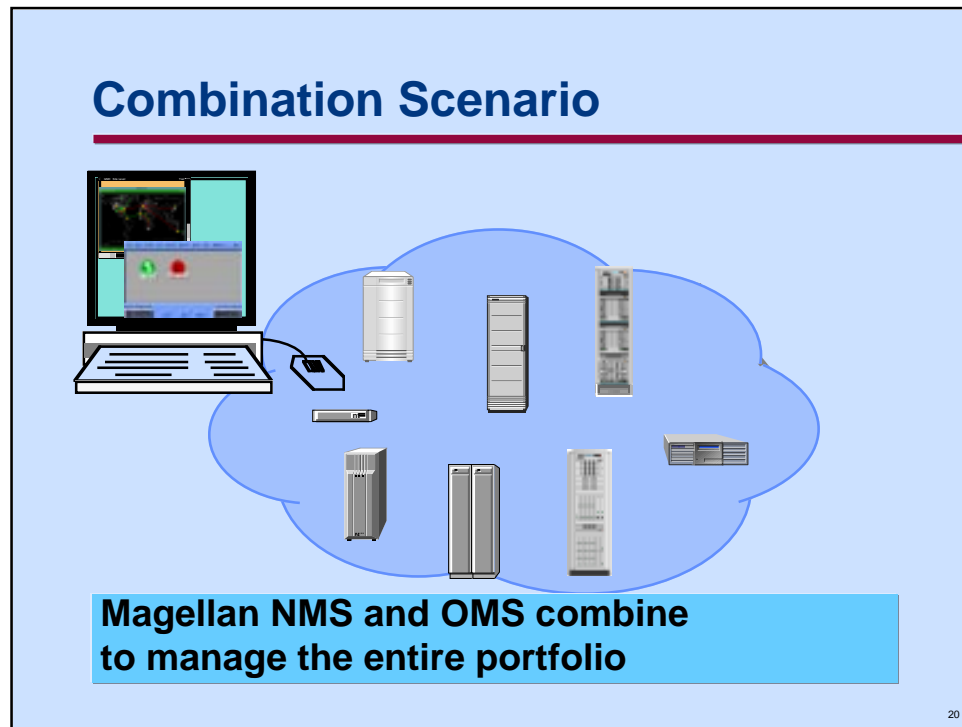 Combination Scenario
Magellan NMS and OMS combine
to manage the entire portfolio
20